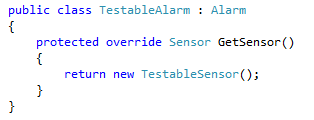 public class TestableAlarm : Alarm
{
    protected override Sensor GetSensor()
    {
        return new TestableSensor();
    }
}